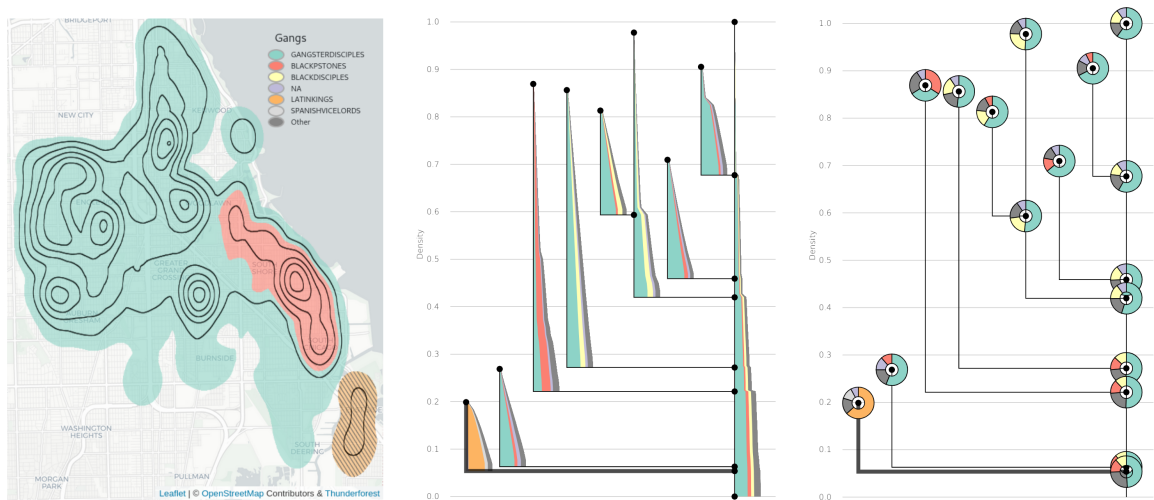 BRIDGEPORT
Gangs
GANGSTERDISCIPLES
BLACKPSTONES
BLACKDISCIPLES
NA
LATINKINGS
SPANISHVICELORDS
Other
NEW CITY
KENWOOD
GREATER
GRAND
CROSSING
BURNSIDE
WASHINGTON
HEIGHTS
SOUTH
DEERING
MORGAN
PARK
PULLMAN
Leaflet | © OpenStreetMap Contributors & Thunderforest
1.0
0.9
0.8
0.7
0.6
0.5
0.4
0.3
0.2
0.1
0.0
Density
1.0
0.9
0.8
0.7
0.6
0.5
0.4
0.3
0.2
0.1
0.0
Density